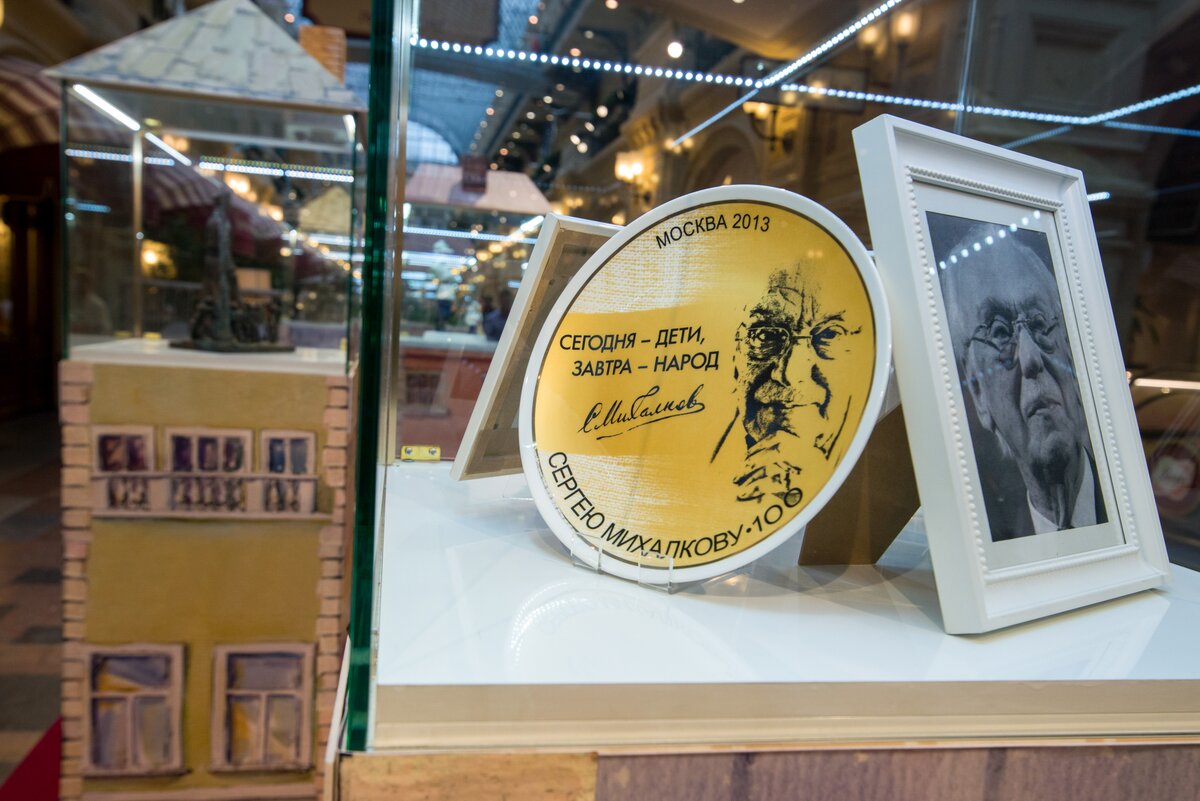 МОСКВА 2013
СЕГОДНЯ – ДЕТИ,
ЗАВТРА – НАРОД
С Михалков
СЕРГЕЮ МИХАЛКОВУ · 100